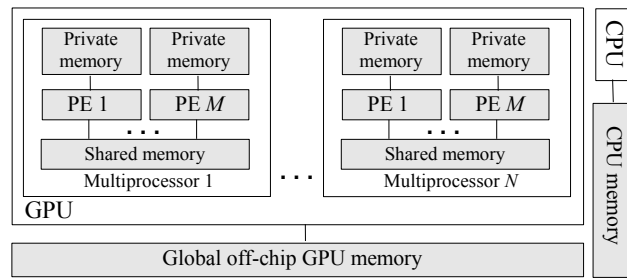 Private memory
Private memory
PE 1
PE M
. . .
Shared memory
Multiprocessor 1
. . .
Private memory
Private memory
PE 1
PE M
. . .
Shared memory
Multiprocessor N
GPU
Global off-chip GPU memory
CPU
CPU memory